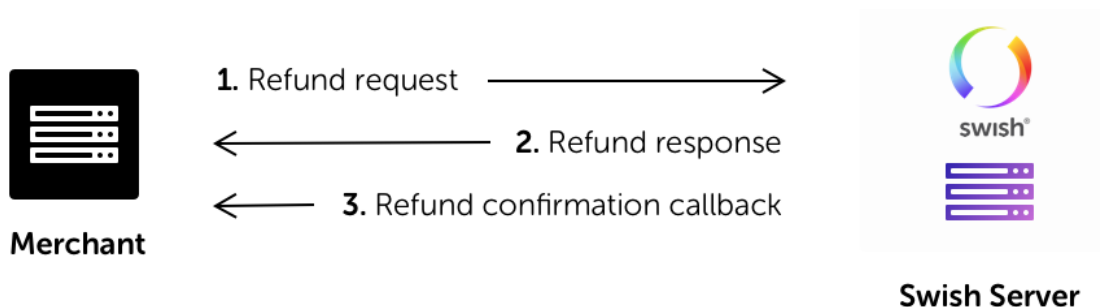 1. Refund request
2. Refund response
3. Refund confirmation callback
Merchant
swish®
Swish Server